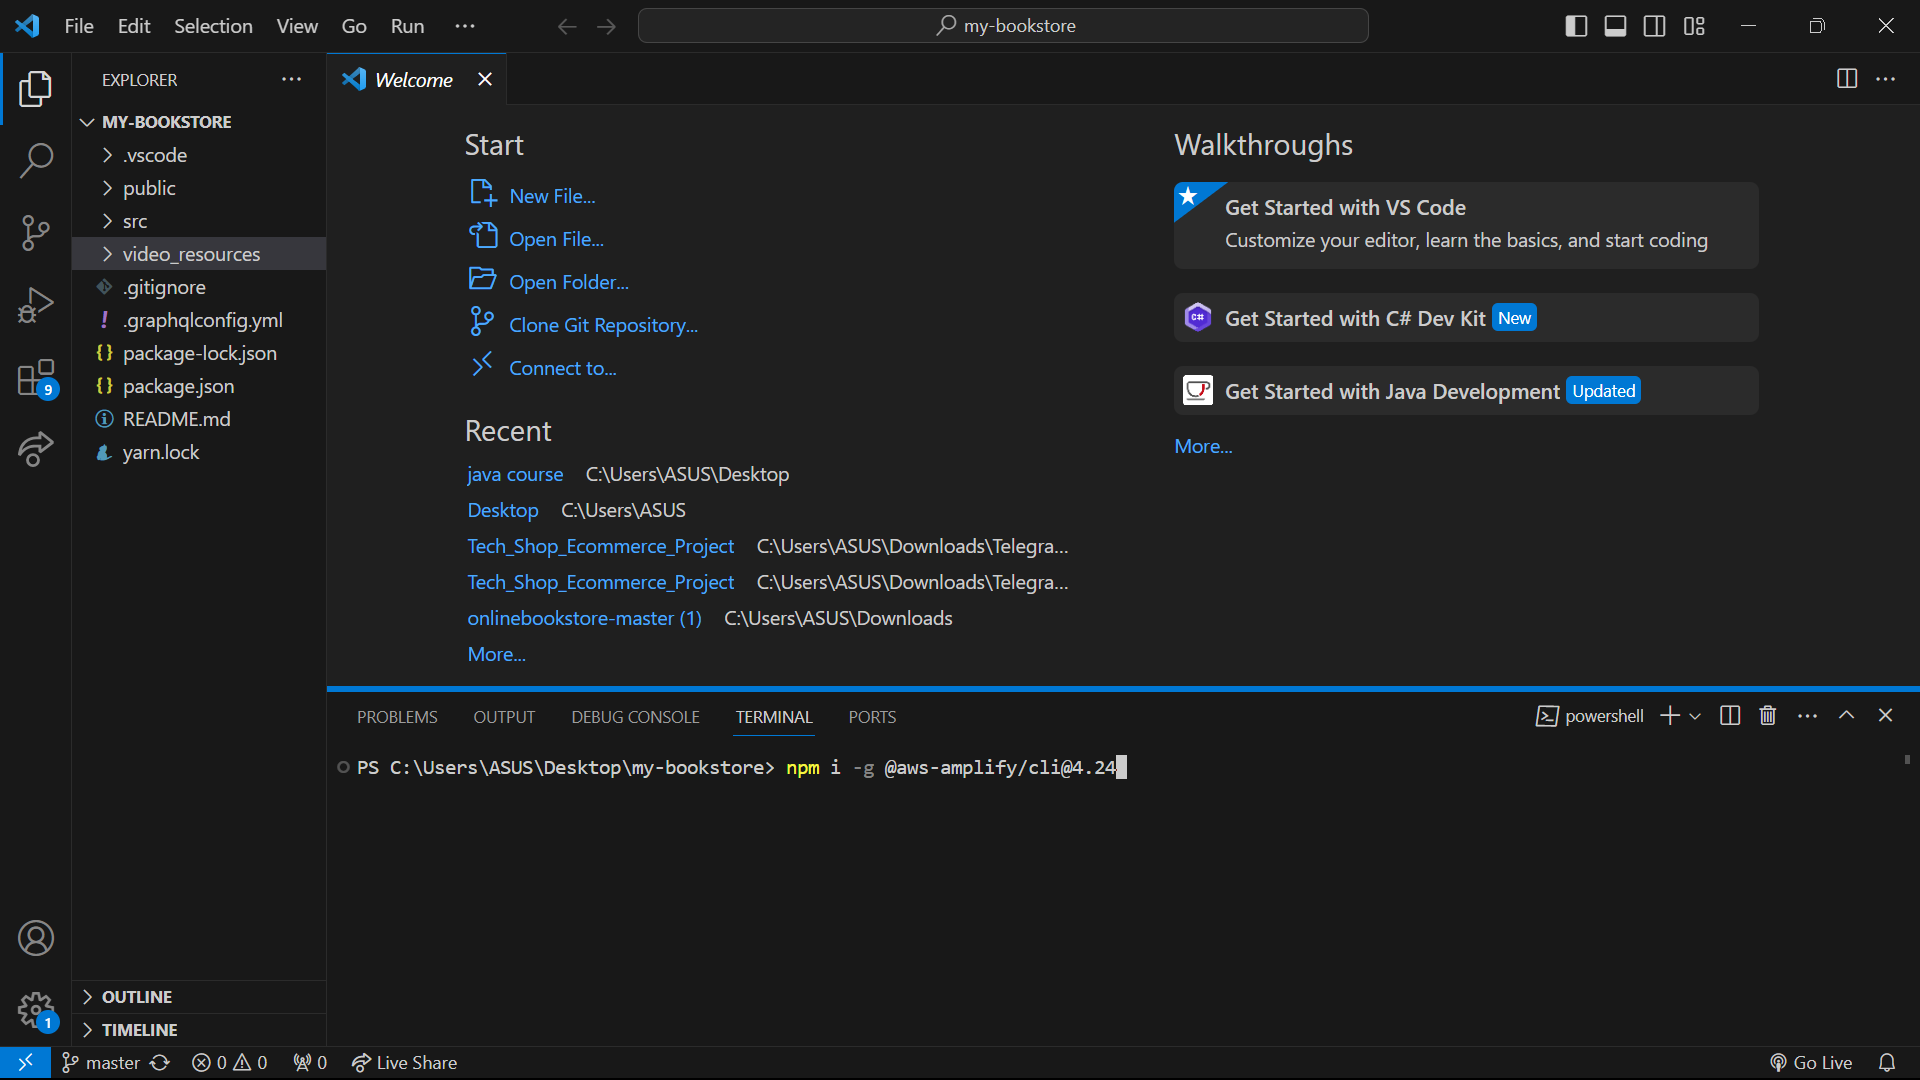 File Edit Selection View Go Run ··· my-bookstore
EXPLORER ···
MY-BOOKSTORE
.vscode
public
src
video_resources
.gitignore
! .graphqlconfig.yml
{} package-lock.json
{} package.json
README.md
yarn.lock
9
Welcome
Start
New File...
Open File...
Open Folder...
Clone Git Repository...
Connect to...
Recent
java course C:\Users\ASUS\Desktop
Desktop C:\Users\ASUS
Tech_Shop_Ecommerce_Project C:\Users\ASUS\Downloads\Telegra...
Tech_Shop_Ecommerce_Project C:\Users\ASUS\Downloads\Telegra...
onlinebookstore-master (1) C:\Users\ASUS\Downloads
More...
Walkthroughs
Get Started with VS Code
Customize your editor, learn the basics, and start coding
C# Get Started with C# Dev Kit New
Get Started with Java Development Updated
More...
PROBLEMS OUTPUT DEBUG CONSOLE TERMINAL PORTS powershell
PS C:\Users\ASUS\Desktop\my-bookstore> npm i -g @aws-amplify/cli@4.24
OUTLINE
1
TIMELINE
master 0 0 0 Live Share Go Live